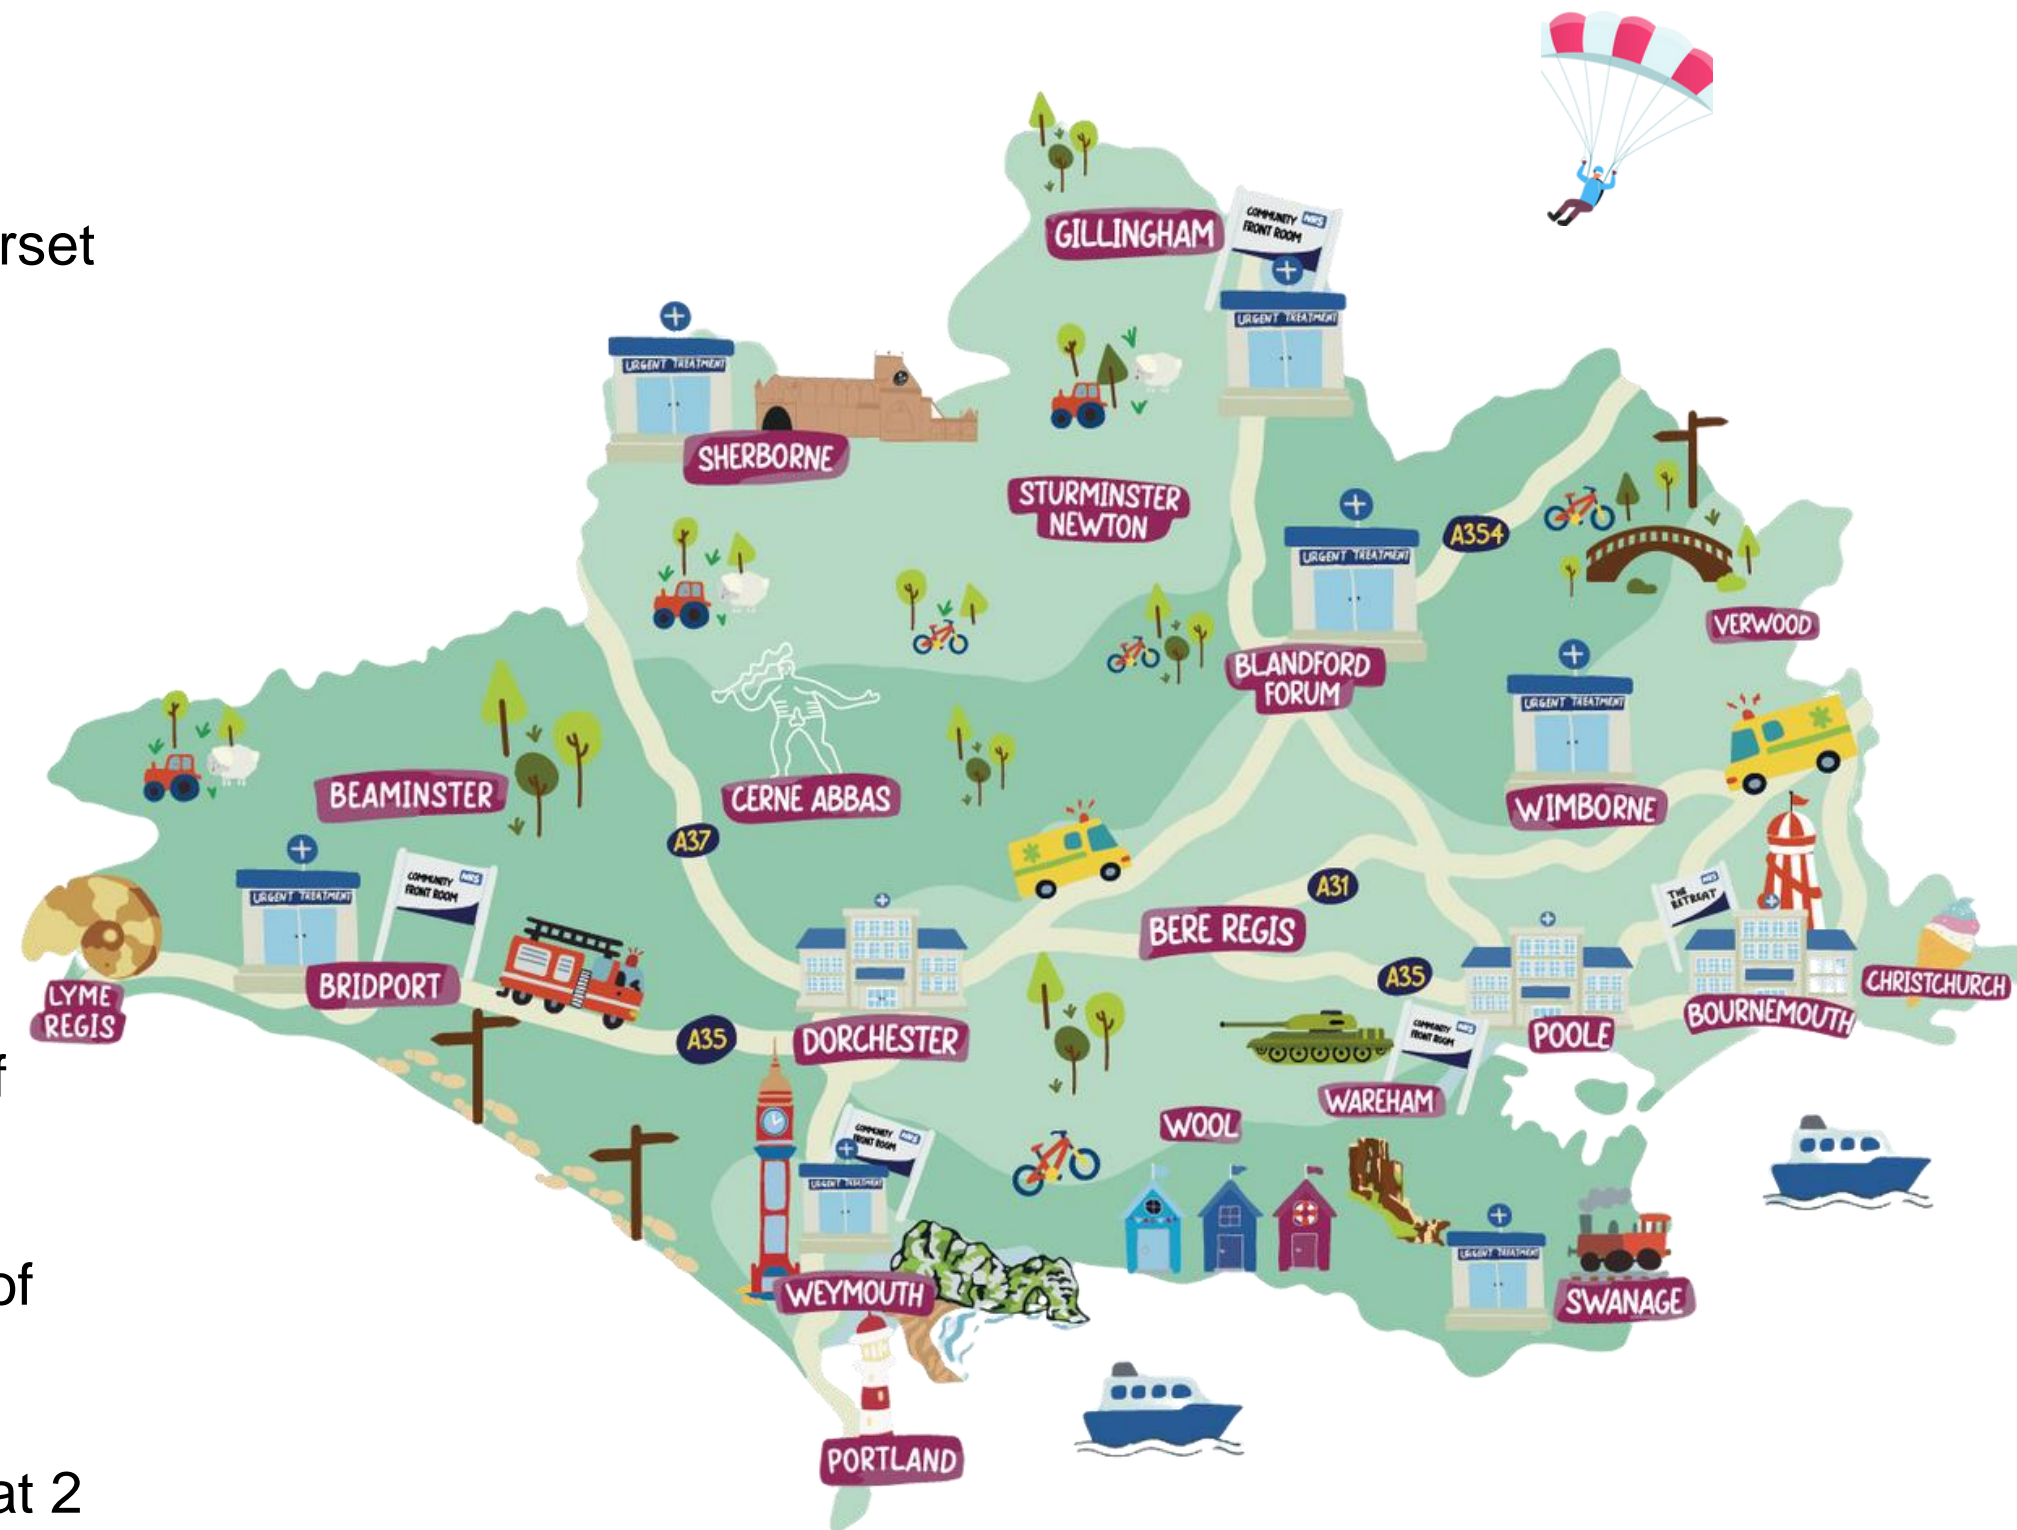 rset
GILLINGHAM
COMMUNITY NHS
FRONT ROOM
URGENT TREATMENT
URGENT TREATMENT
SHERBORNE
STURMINSTER
NEWTON
A354
URGENT TREATMENT
VERWOOD
BLANDFORD
FORUM
URGENT TREATMENT
BEAMINSTER
CERNE ABBAS
WIMBORNE
A37
URGENT TREATMENT
COMMUNITY NHS
FRONT ROOM
A31
THE NHS
RETREAT
BERE REGIS
A35
BRIDPORT
CHRISTCHURCH
LYME
REGIS
A35
DORCHESTER
POOLE
BOURNEMOUTH
COMMUNITY NHS
FRONT ROOM
f
WAREHAM
WOOL
COMMUNITY NHS
FRONT ROOM
URGENT TREATMENT
URGENT TREATMENT
of
WEYMOUTH
SWANAGE
PORTLAND
at 2